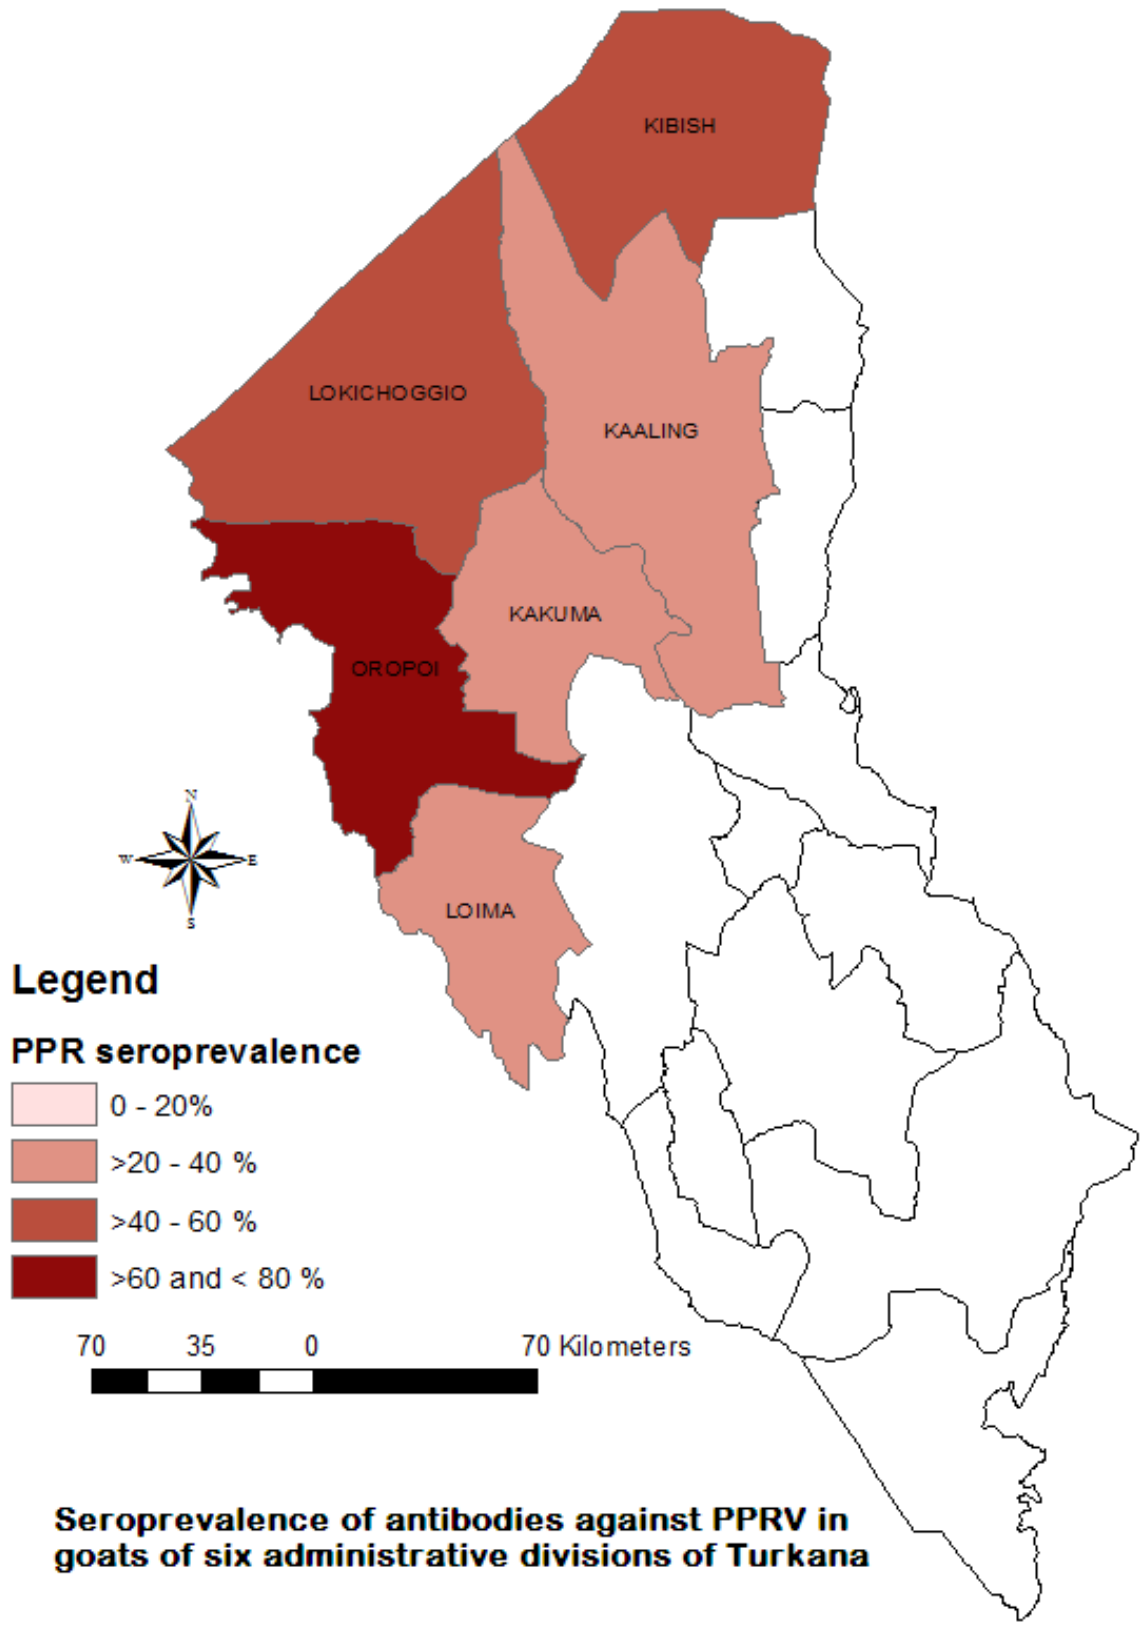 KIBISH
LOKICHOGGIO
KAALING
KAKUMA
OROPOI
N
W
E
S
LOIMA
Legend
PPR seroprevalence
0 - 20%
>20 - 40 %
>40 - 60 %
>60 and < 80 %
70 35 0 70 Kilometers
Seroprevalence of antibodies against PPRV in
goats of six administrative divisions of Turkana